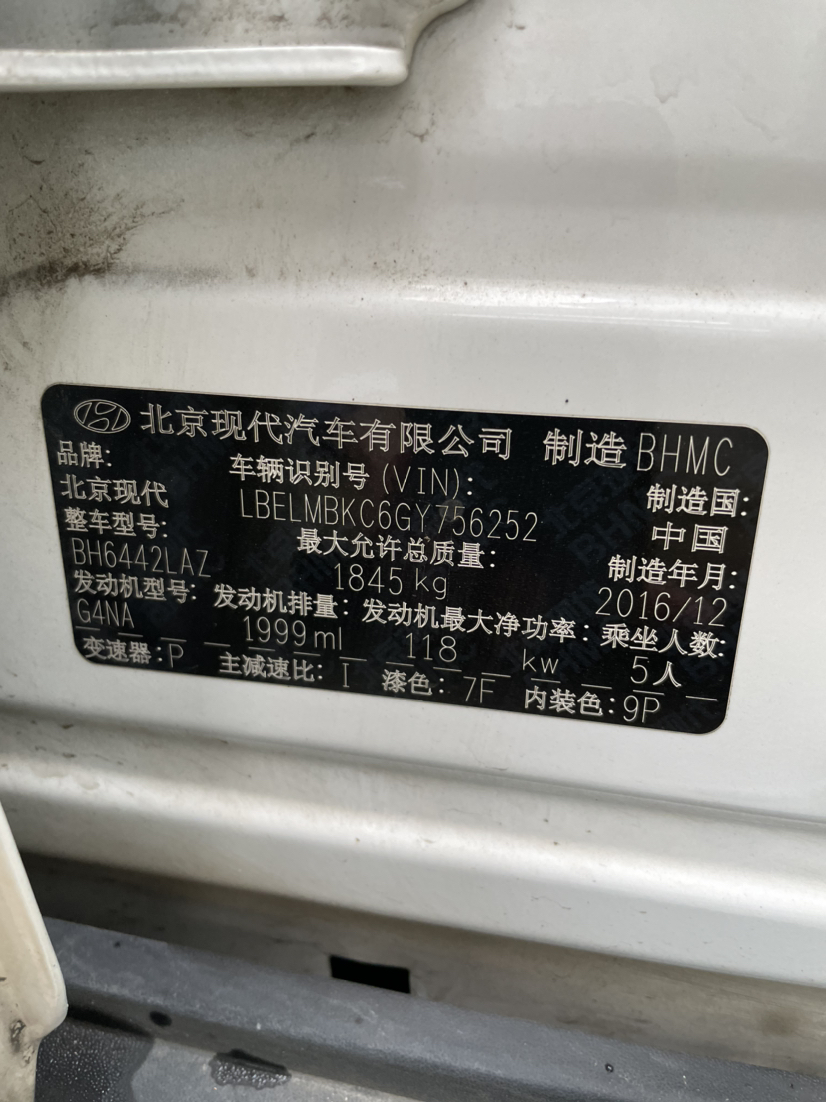 北京现代汽车有限公司 制造 BHMC
品牌: 车辆识别号(VIN): 制造国:
北京现代 LBELMBKC6GY756252 中国
整车型号: 最大允许总质量: 制造年月:
BH6442LAZ 1845 kg 2016/12
发动机型号: 发动机排量: 发动机最大净功率: 乘坐人数:
G4NA 1999 ml 118 kw 5人
变速器: P 主减速比: I 漆色: 7F 内装色: 9P